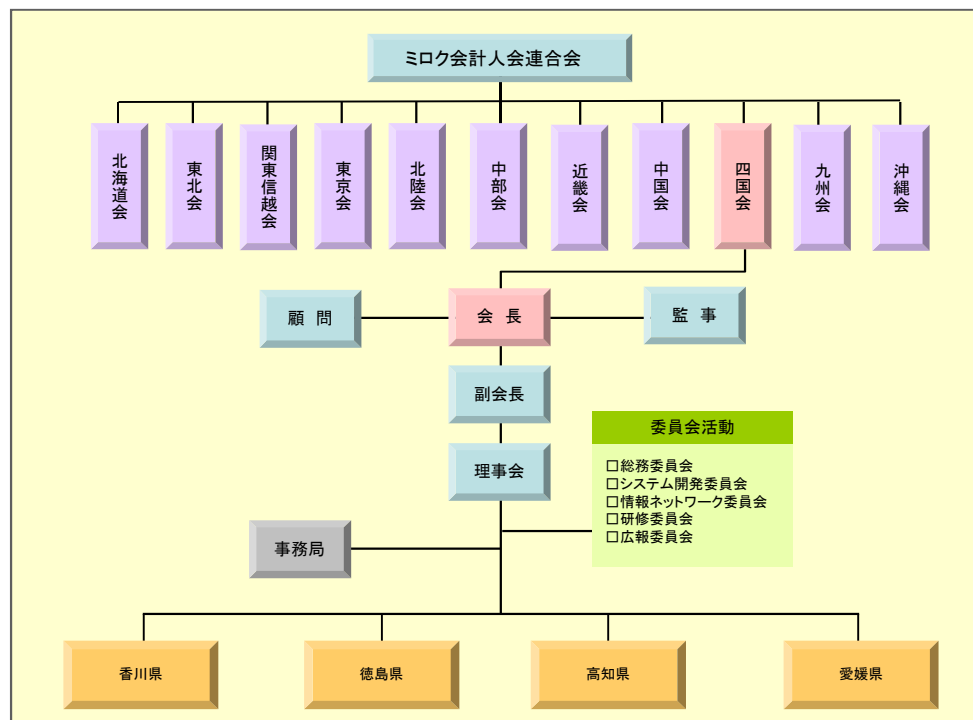 ミロク会計人会連合会
北海道会
東北会
関東信越会
東京会
北陸会
中部会
近畿会
中国会
四国会
九州会
沖縄会
顧 問
会 長
監 事
副会長
理事会
委員会活動
□総務委員会
□システム開発委員会
□情報ネットワーク委員会
□研修委員会
□広報委員会
事務局
香川県
徳島県
高知県
愛媛県